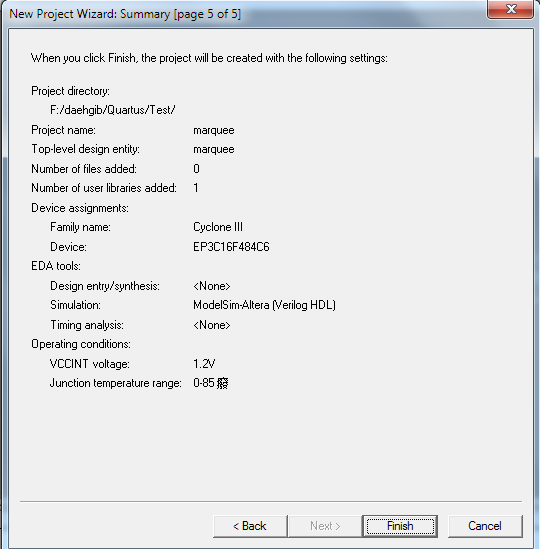 New Project Wizard: Summary [page 5 of 5]
When you click Finish, the project will be created with the following settings:
Project directory:
F:/daehgib/Quartus/Test/
Project name: marquee
Top-level design entity: marquee
Number of files added: 0
Number of user libraries added: 1
Device assignments:
Family name: Cyclone III
Device: EP3C16F484C6
EDA tools:
Design entry/synthesis: <None>
Simulation: ModelSim-Altera (Verilog HDL)
Timing analysis: <None>
Operating conditions:
VCCINT voltage: 1.2V
Junction temperature range: 0-85
< Back Next > Finish Cancel